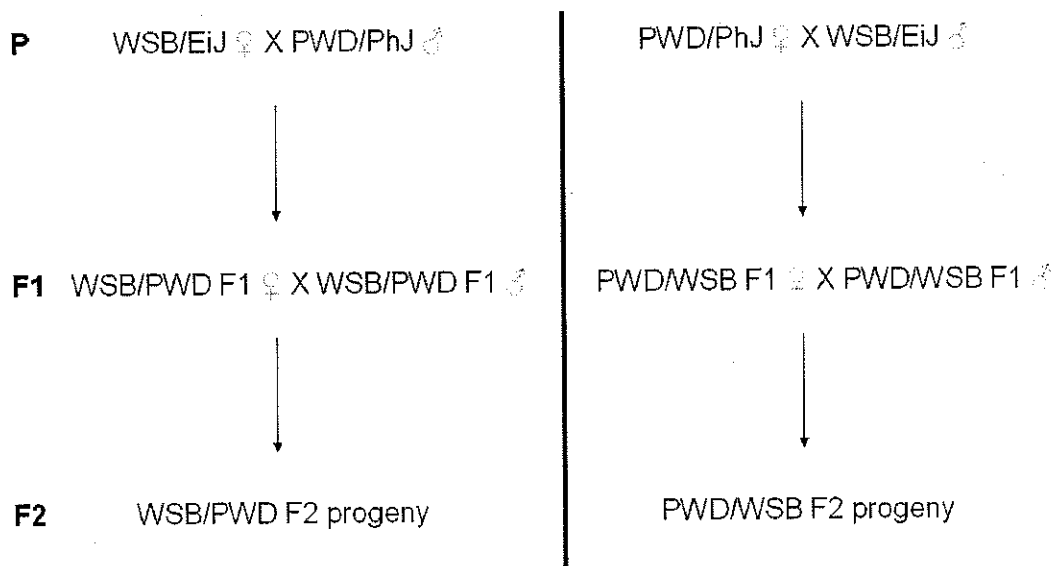 P WSB/EiJ ♀ X PWD/PhJ ♂ PWD/PhJ ♀ X WSB/EiJ ♂
F1 WSB/PWD F1 ♀ X WSB/PWD F1 ♂ PWD/WSB F1 ♀ X PWD/WSB F1 ♂
F2 WSB/PWD F2 progeny PWD/WSB F2 progeny